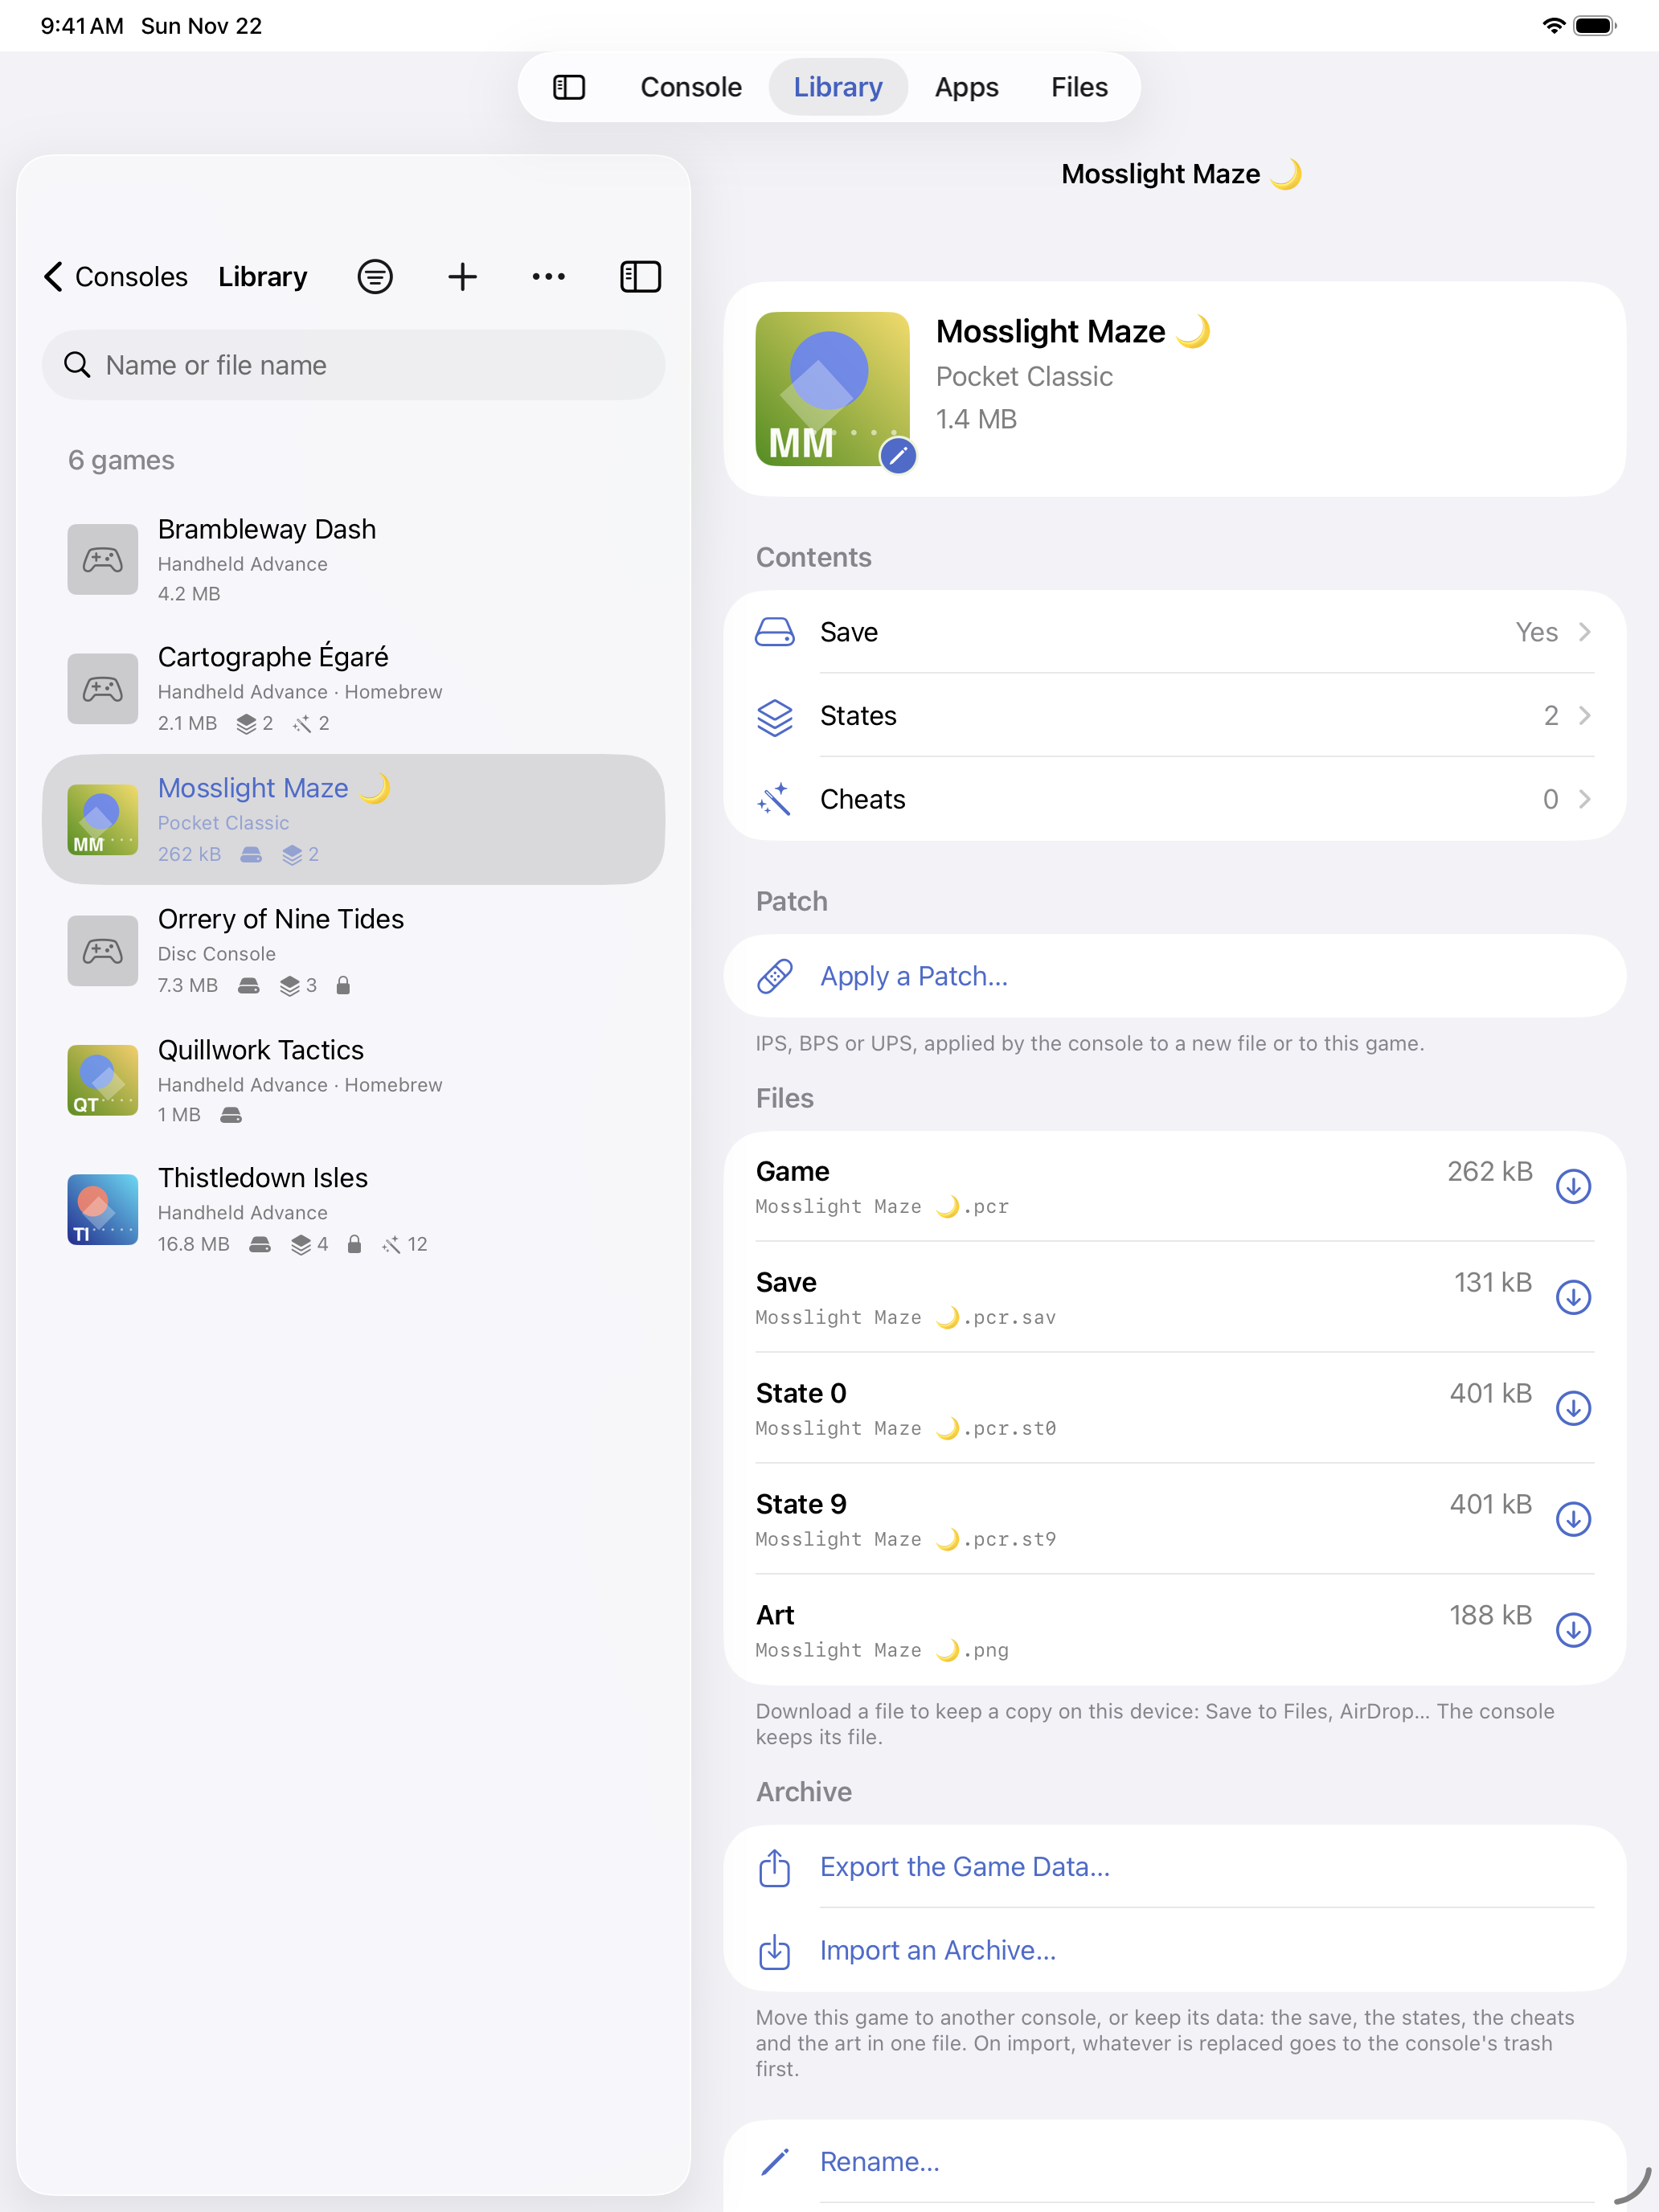 9:41 AM Sun Nov 22
Console Library Apps Files
Consoles Library
Name or file name
6 games
Brambleway Dash
Handheld Advance
4.2 MB
Cartographe Égaré
Handheld Advance · Homebrew
2.1 MB 2 2
MM
Mosslight Maze 🌙
Pocket Classic
262 kB 2
Orrery of Nine Tides
Disc Console
7.3 MB 3
QT
Quillwork Tactics
Handheld Advance · Homebrew
1 MB
TI
Thistledown Isles
Handheld Advance
16.8 MB 4 12
Mosslight Maze 🌙
MM
Mosslight Maze 🌙
Pocket Classic
1.4 MB
Contents
Save Yes
States 2
Cheats 0
Patch
Apply a Patch...
IPS, BPS or UPS, applied by the console to a new file or to this game.
Files
Game 262 kB
Mosslight Maze 🌙.pcr
Save 131 kB
Mosslight Maze 🌙.pcr.sav
State 0 401 kB
Mosslight Maze 🌙.pcr.st0
State 9 401 kB
Mosslight Maze 🌙.pcr.st9
Art 188 kB
Mosslight Maze 🌙.png
Download a file to keep a copy on this device: Save to Files, AirDrop... The console
keeps its file.
Archive
Export the Game Data...
Import an Archive...
Move this game to another console, or keep its data: the save, the states, the cheats
and the art in one file. On import, whatever is replaced goes to the console's trash
first.
Rename...